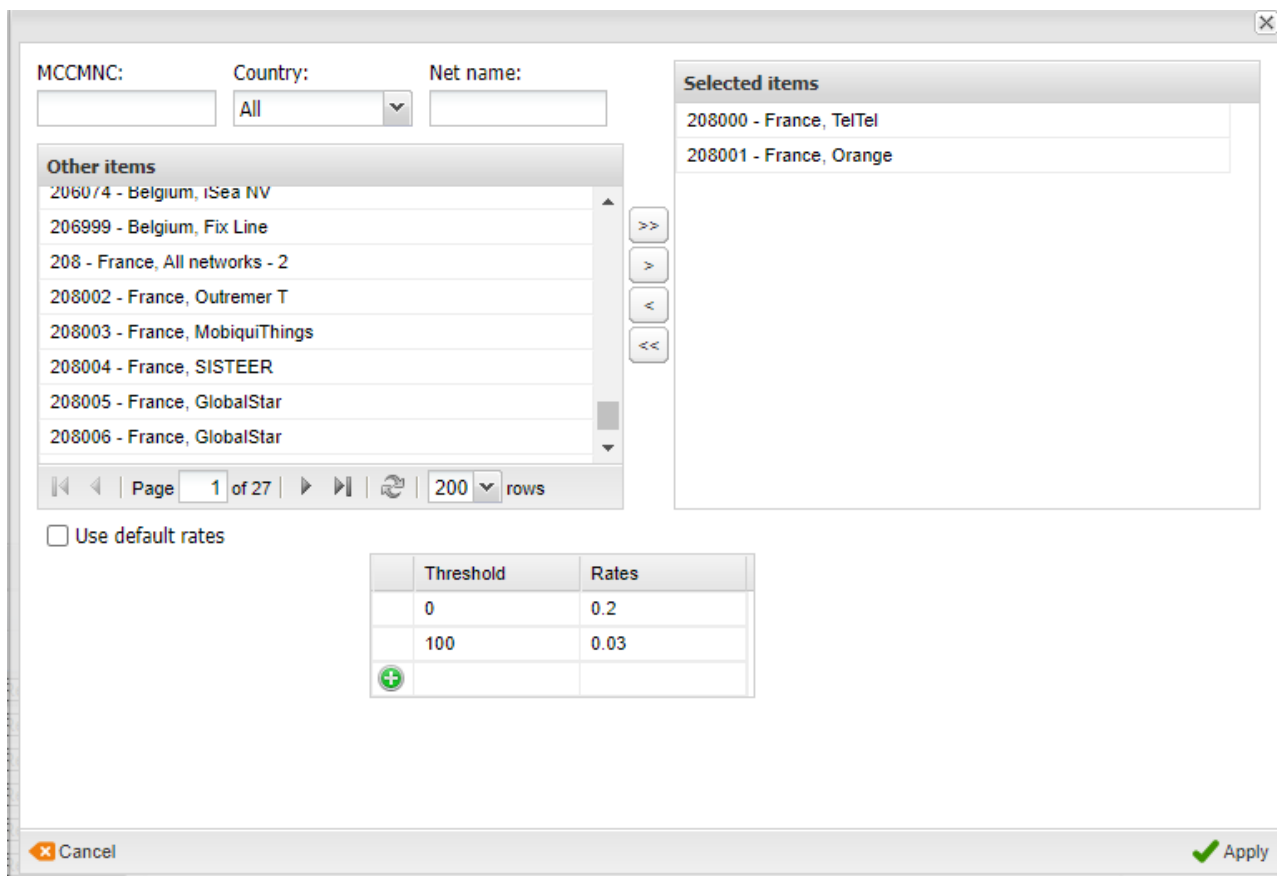 MCCMNC: Country: Net name:
All
Other items
206074 - Belgium, iSea NV
206999 - Belgium, Fix Line
208 - France, All networks - 2
208002 - France, Outremer T
208003 - France, MobiquiThings
208004 - France, SISTEER
208005 - France, GlobalStar
208006 - France, GlobalStar
Page 1 of 27 200 rows
>>
>
<
<<
Selected items
208000 - France, TelTel
208001 - France, Orange
Use default rates
Threshold Rates
0 0.2
100 0.03
Cancel Apply